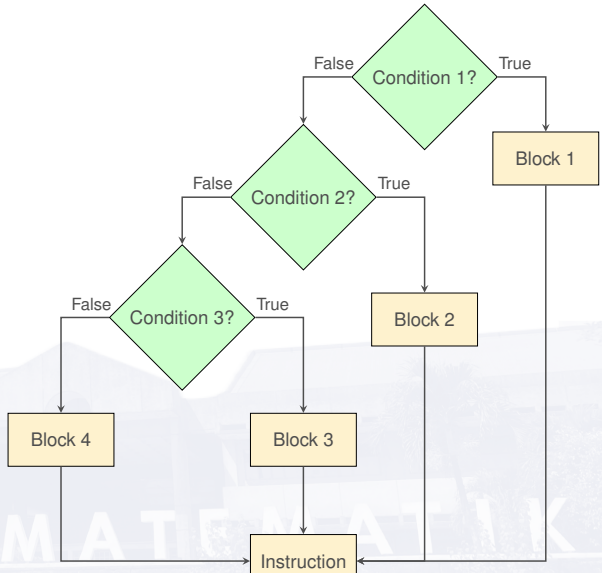 False
Condition 1?
True
Block 1
False
Condition 2?
True
Block 2
False
Condition 3?
True
Block 4
Block 3
MATEMATIK
Instruction